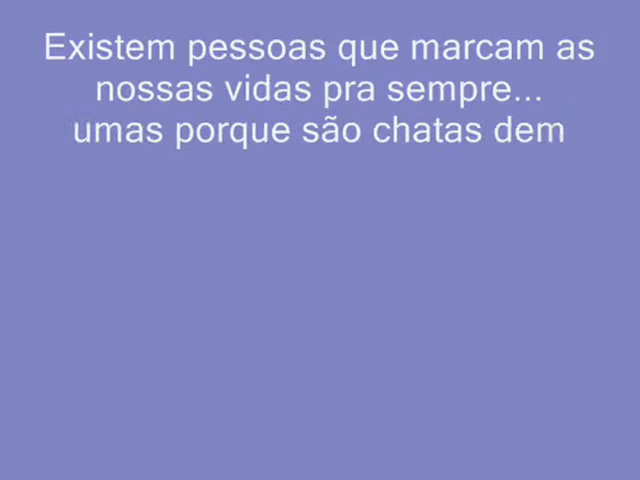 Existem pessoas que marcam as
nossas vidas pra sempre...
umas porque são chatas dem